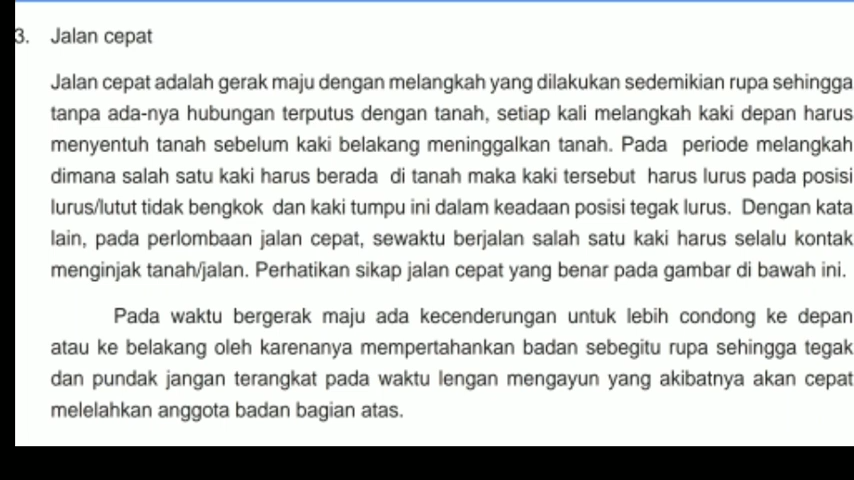 3. Jalan cepat
Jalan cepat adalah gerak maju dengan melangkah yang dilakukan sedemikian rupa sehingga
tanpa ada-nya hubungan terputus dengan tanah, setiap kali melangkah kaki depan harus
menyentuh tanah sebelum kaki belakang meninggalkan tanah. Pada periode melangkah
dimana salah satu kaki harus berada di tanah maka kaki tersebut harus lurus pada posisi
lurus/lutut tidak bengkok dan kaki tumpu ini dalam keadaan posisi tegak lurus. Dengan kata
lain, pada perlombaan jalan cepat, sewaktu berjalan salah satu kaki harus selalu kontak
menginjak tanah/jalan. Perhatikan sikap jalan cepat yang benar pada gambar di bawah ini.
Pada waktu bergerak maju ada kecenderungan untuk lebih condong ke depan
atau ke belakang oleh karenanya mempertahankan badan sebegitu rupa sehingga tegak
dan pundak jangan terangkat pada waktu lengan mengayun yang akibatnya akan cepat
melelahkan anggota badan bagian atas.